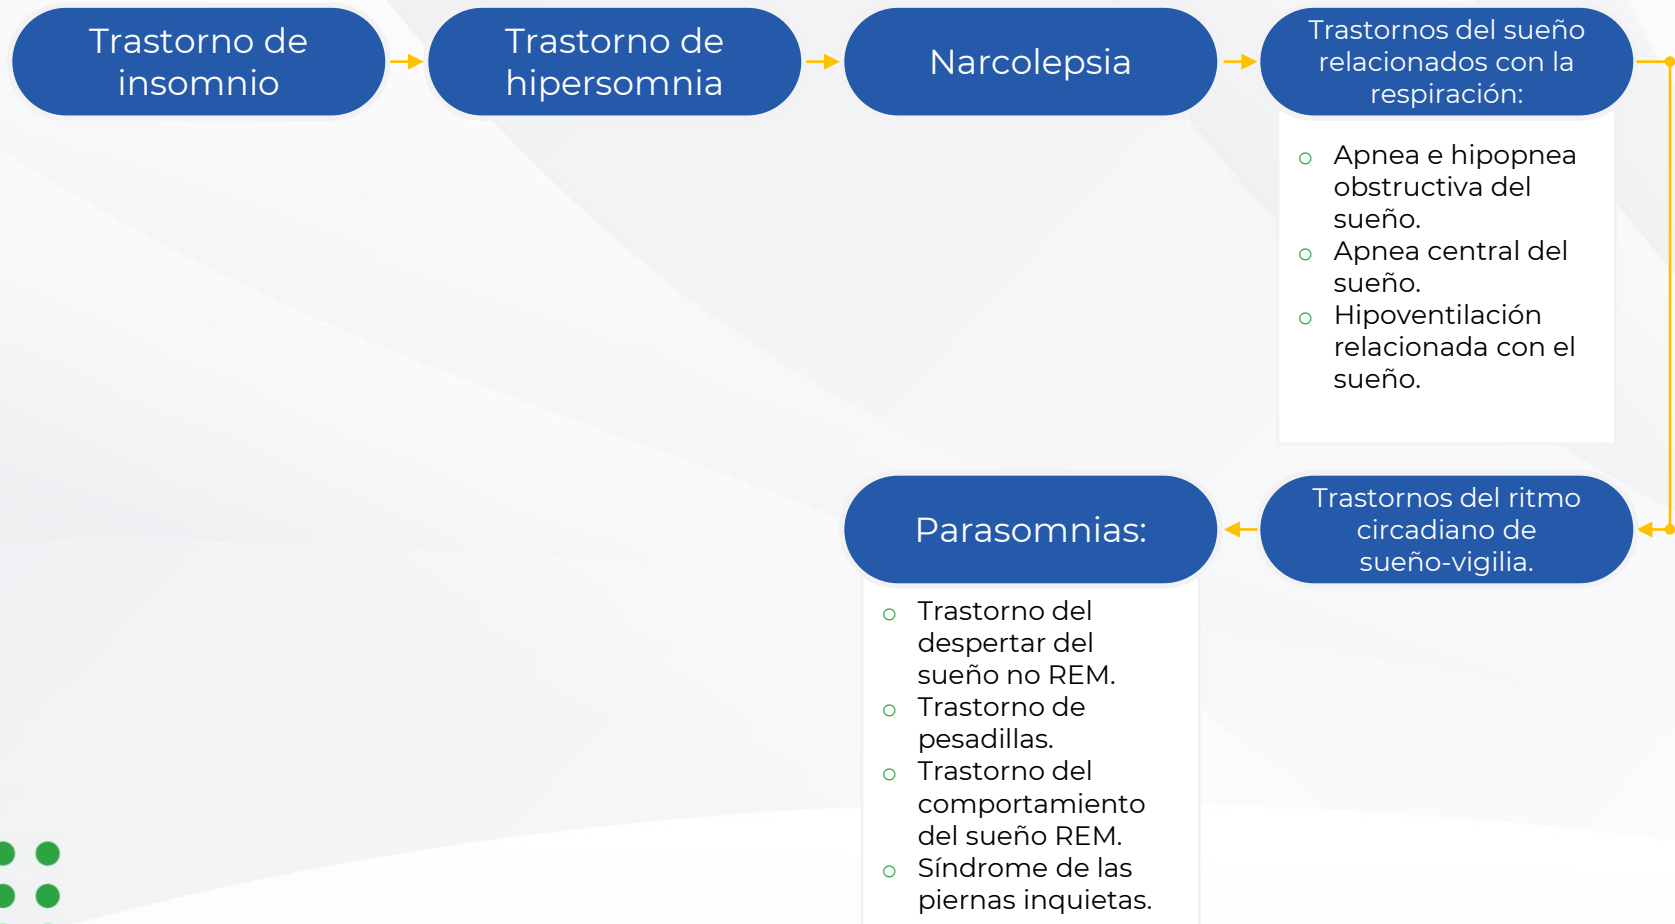 Trastorno de
insomnio
Trastorno de
hipersomnia
Narcolepsia
Trastornos del sueño
relacionados con la
respiración:
Apnea e hipopnea
obstructiva del
sueño.
Apnea central del
sueño.
Hipoventilación
relacionada con el
sueño.
Trastornos del ritmo
circadiano de
sueño-vigilia.
Parasomnias:
Trastorno del
despertar del
sueño no REM.
Trastorno de
pesadillas.
Trastorno del
comportamiento
del sueño REM.
Síndrome de las
piernas inquietas.